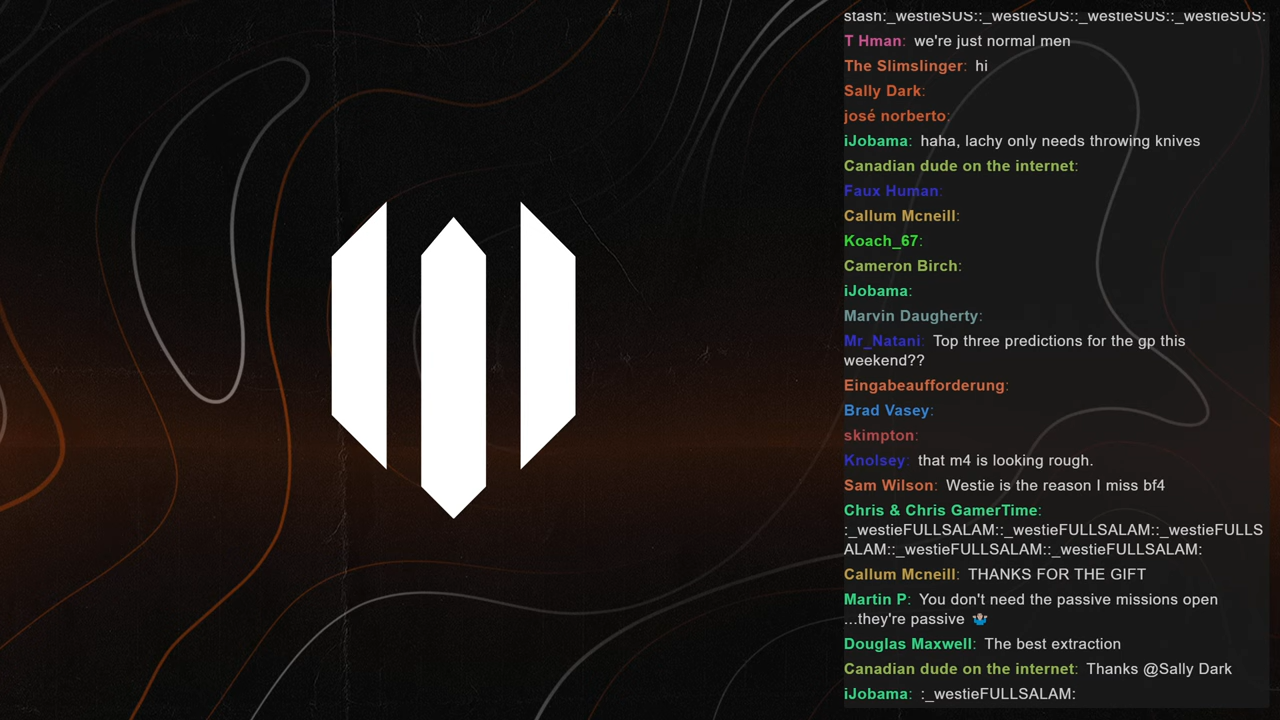 stash:_westieSUS::_westieSUS::_westieSUS::_westieSUS:
T Hman: we're just normal men
The Slimslinger: hi
Sally Dark:
josé norberto:
iJobama: haha, lachy only needs throwing knives
Canadian dude on the internet:
Faux Human:
Callum Mcneill:
Koach_67:
Cameron Birch:
iJobama:
Marvin Daugherty:
Mr_Natani: Top three predictions for the gp this
weekend??
Eingabeaufforderung:
Brad Vasey:
skimpton:
Knolsey: that m4 is looking rough.
Sam Wilson: Westie is the reason I miss bf4
Chris & Chris GamerTime:
:_westieFULLSALAM::_westieFULLSALAM::_westieFULLS
ALAM::_westieFULLSALAM::_westieFULLSALAM:
Callum Mcneill: THANKS FOR THE GIFT
Martin P: You don't need the passive missions open
...they're passive 🤷🏼‍♂️
Douglas Maxwell: The best extraction
Canadian dude on the internet: Thanks @Sally Dark
iJobama: :_westieFULLSALAM: